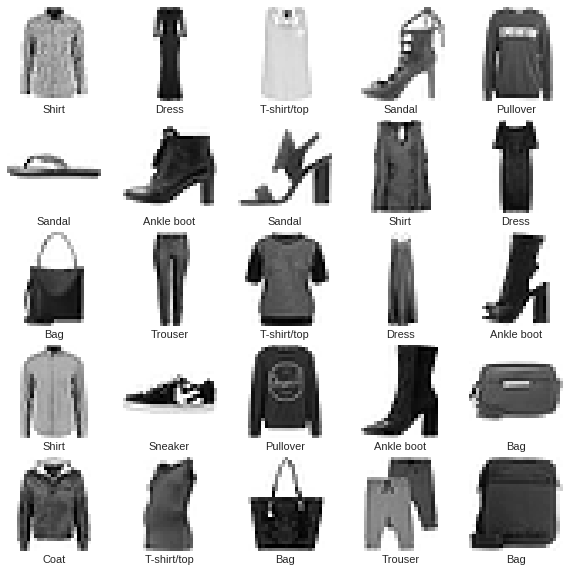 Shirt Dress T-shirt/top Sandal Pullover
Sandal Ankle boot Sandal Shirt Dress
Bag Trouser T-shirt/top Dress Ankle boot
Shirt Sneaker Pullover Ankle boot Bag
Coat T-shirt/top Bag Trouser Bag